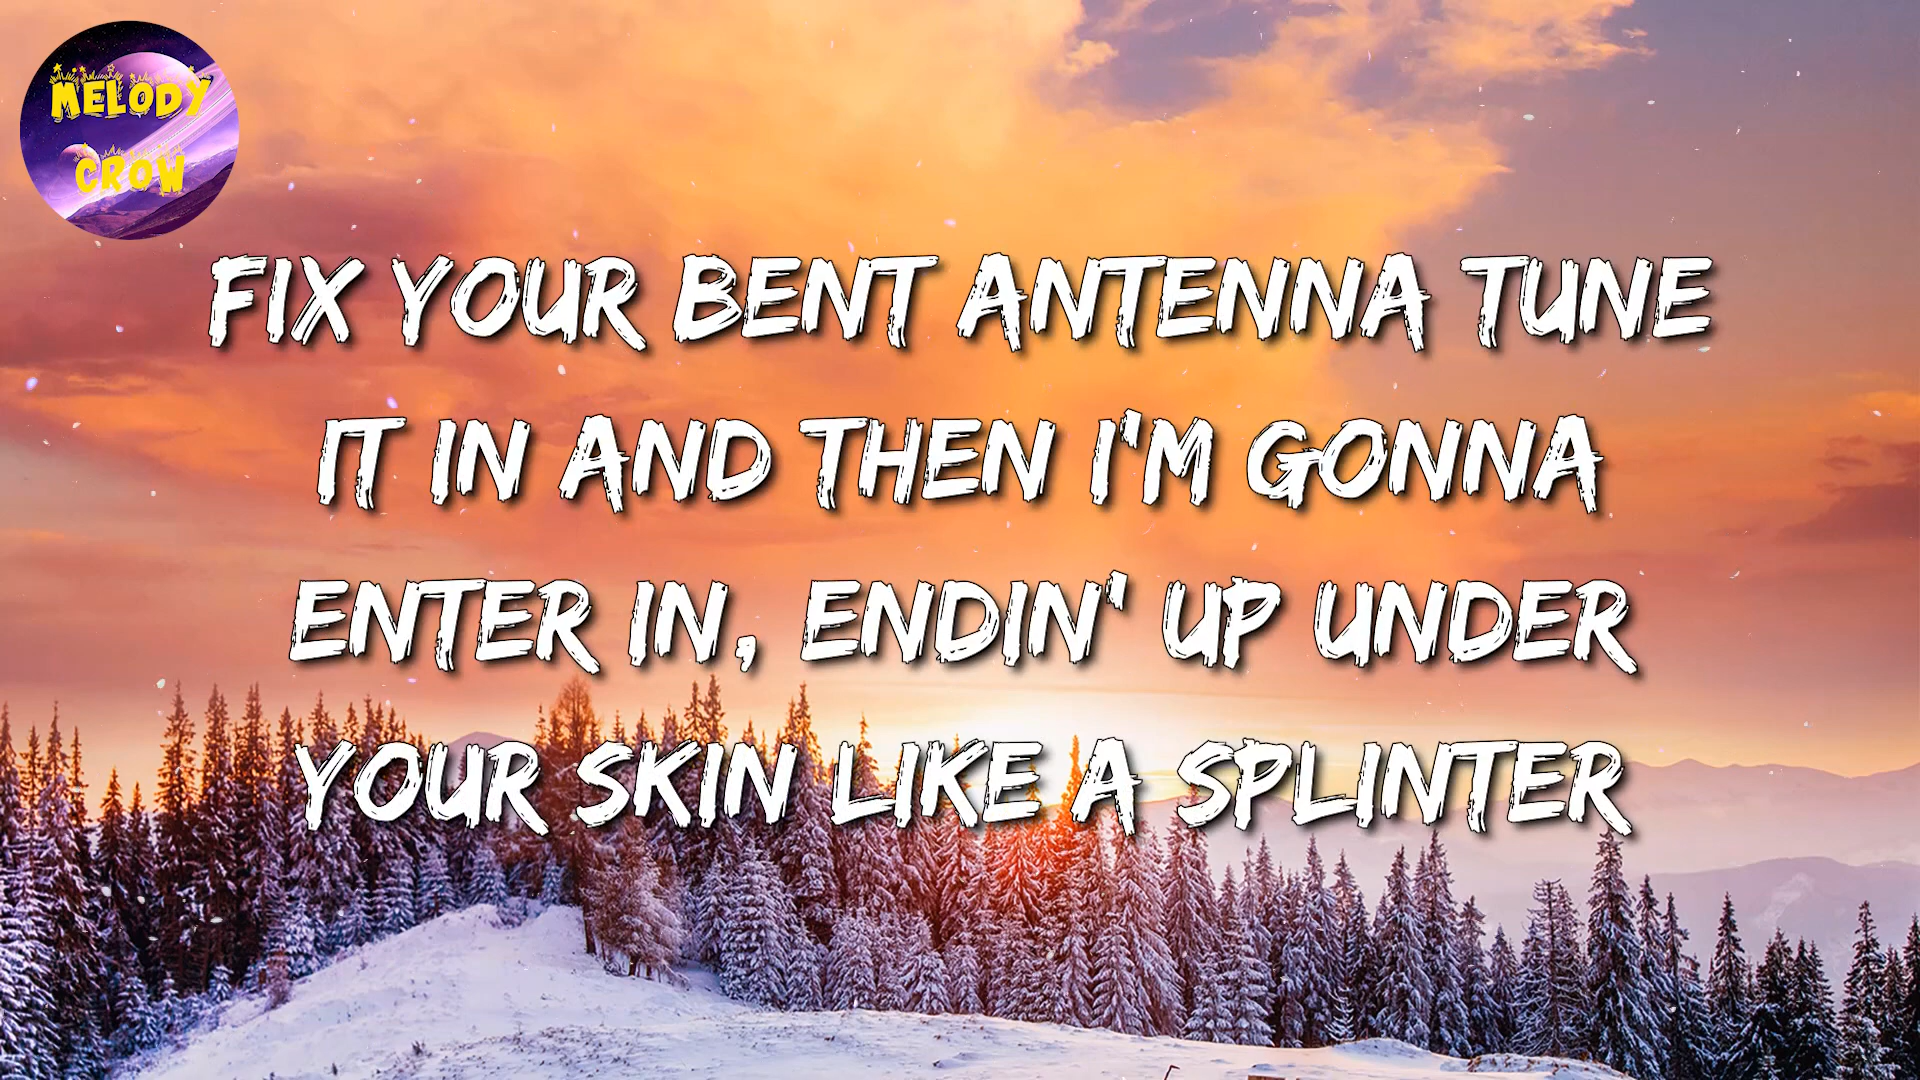 MELODY
CROW
FIX YOUR BENT ANTENNA TUNE
IT IN AND THEN I'M GONNA
ENTER IN, ENDIN' UP UNDER
YOUR SKIN LIKE A SPLINTER